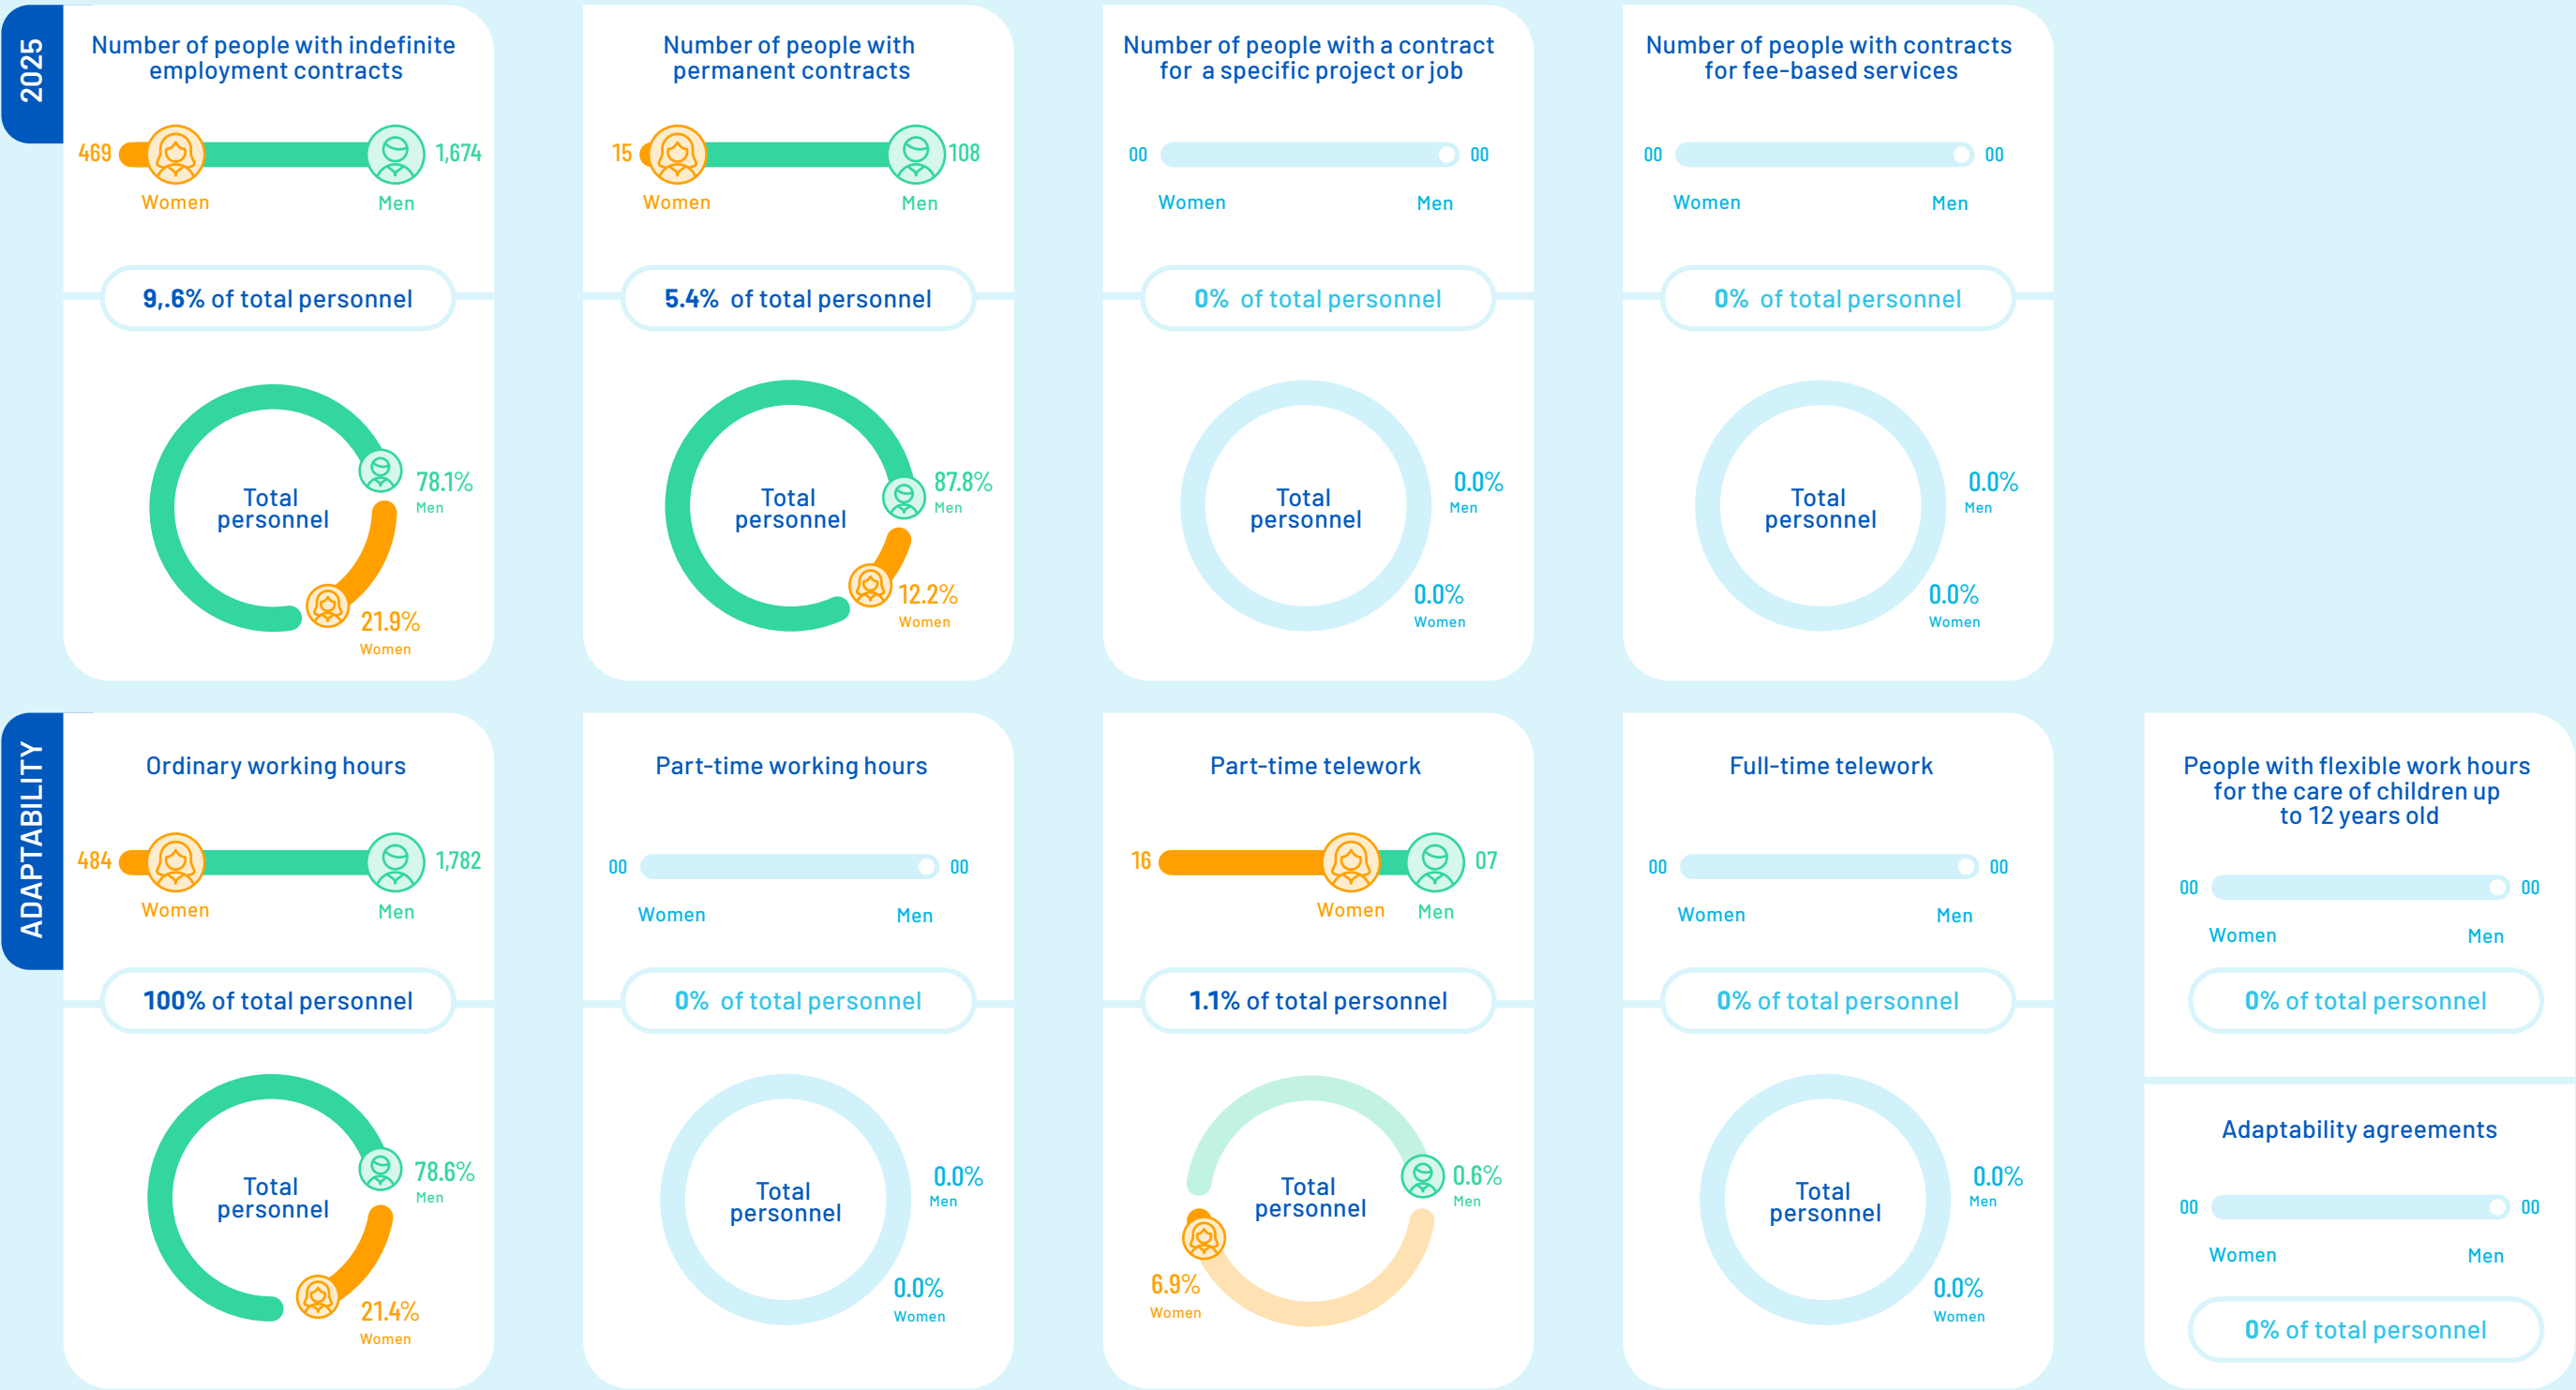 2025
Number of people with indefinite
employment contracts
469
1,674
Women
Men
9,.6% of total personnel
Total
personnel
78.1%
Men
21.9%
Women
Number of people with
permanent contracts
15
108
Women
Men
5.4% of total personnel
Total
personnel
87.8%
Men
12.2%
Women
Number of people with a contract
for a specific project or job
00
00
Women
Men
0% of total personnel
Total
personnel
0.0%
Men
0.0%
Women
Number of people with contracts
for fee-based services
00
00
Women
Men
0% of total personnel
Total
personnel
0.0%
Men
0.0%
Women
ADAPTABILITY
Ordinary working hours
484
1,782
Women
Men
100% of total personnel
Total
personnel
78.6%
Men
21.4%
Women
Part-time working hours
00
00
Women
Men
0% of total personnel
Total
personnel
0.0%
Men
0.0%
Women
Part-time telework
16
07
Women
Men
1.1% of total personnel
Total
personnel
0.6%
Men
6.9%
Women
Full-time telework
00
00
Women
Men
0% of total personnel
Total
personnel
0.0%
Men
0.0%
Women
People with flexible work hours
for the care of children up
to 12 years old
00
00
Women
Men
0% of total personnel
Adaptability agreements
00
00
Women
Men
0% of total personnel